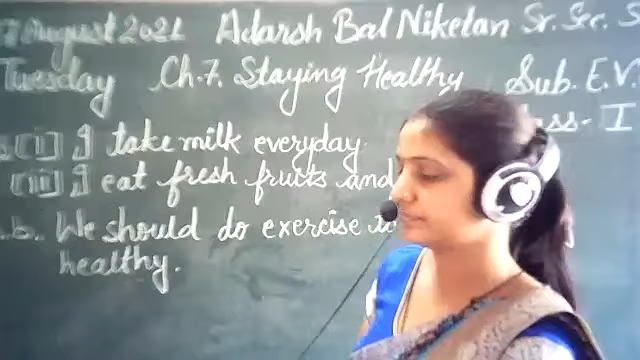 August 2021 Adarsh Bal Niketan Sr. Sec. S
Tuesday Ch.7. Staying Healthy Sub. E.V.
ss - I
[i] I take milk everyday.
[ii] I eat fresh fruits and
b. We should do exercise to
healthy.